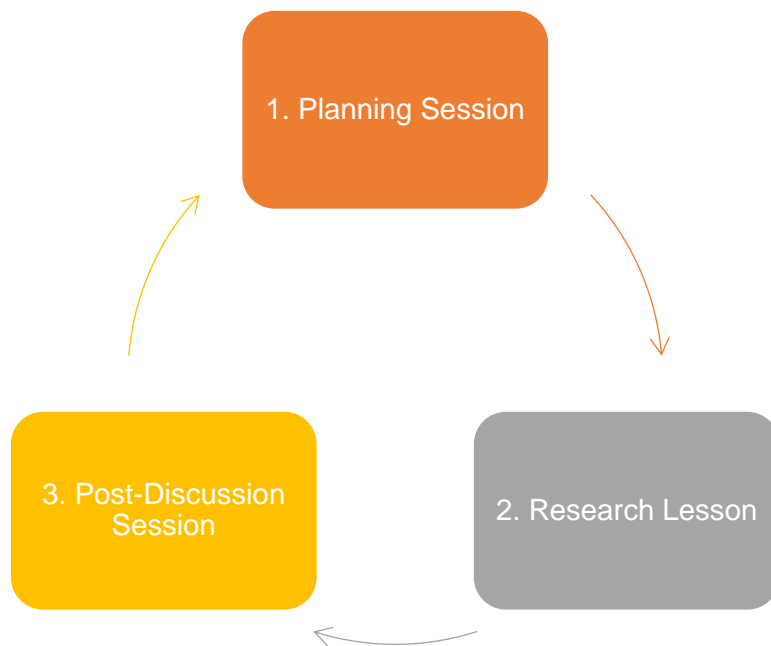 1. Planning Session
2. Research Lesson
3. Post-Discussion
Session